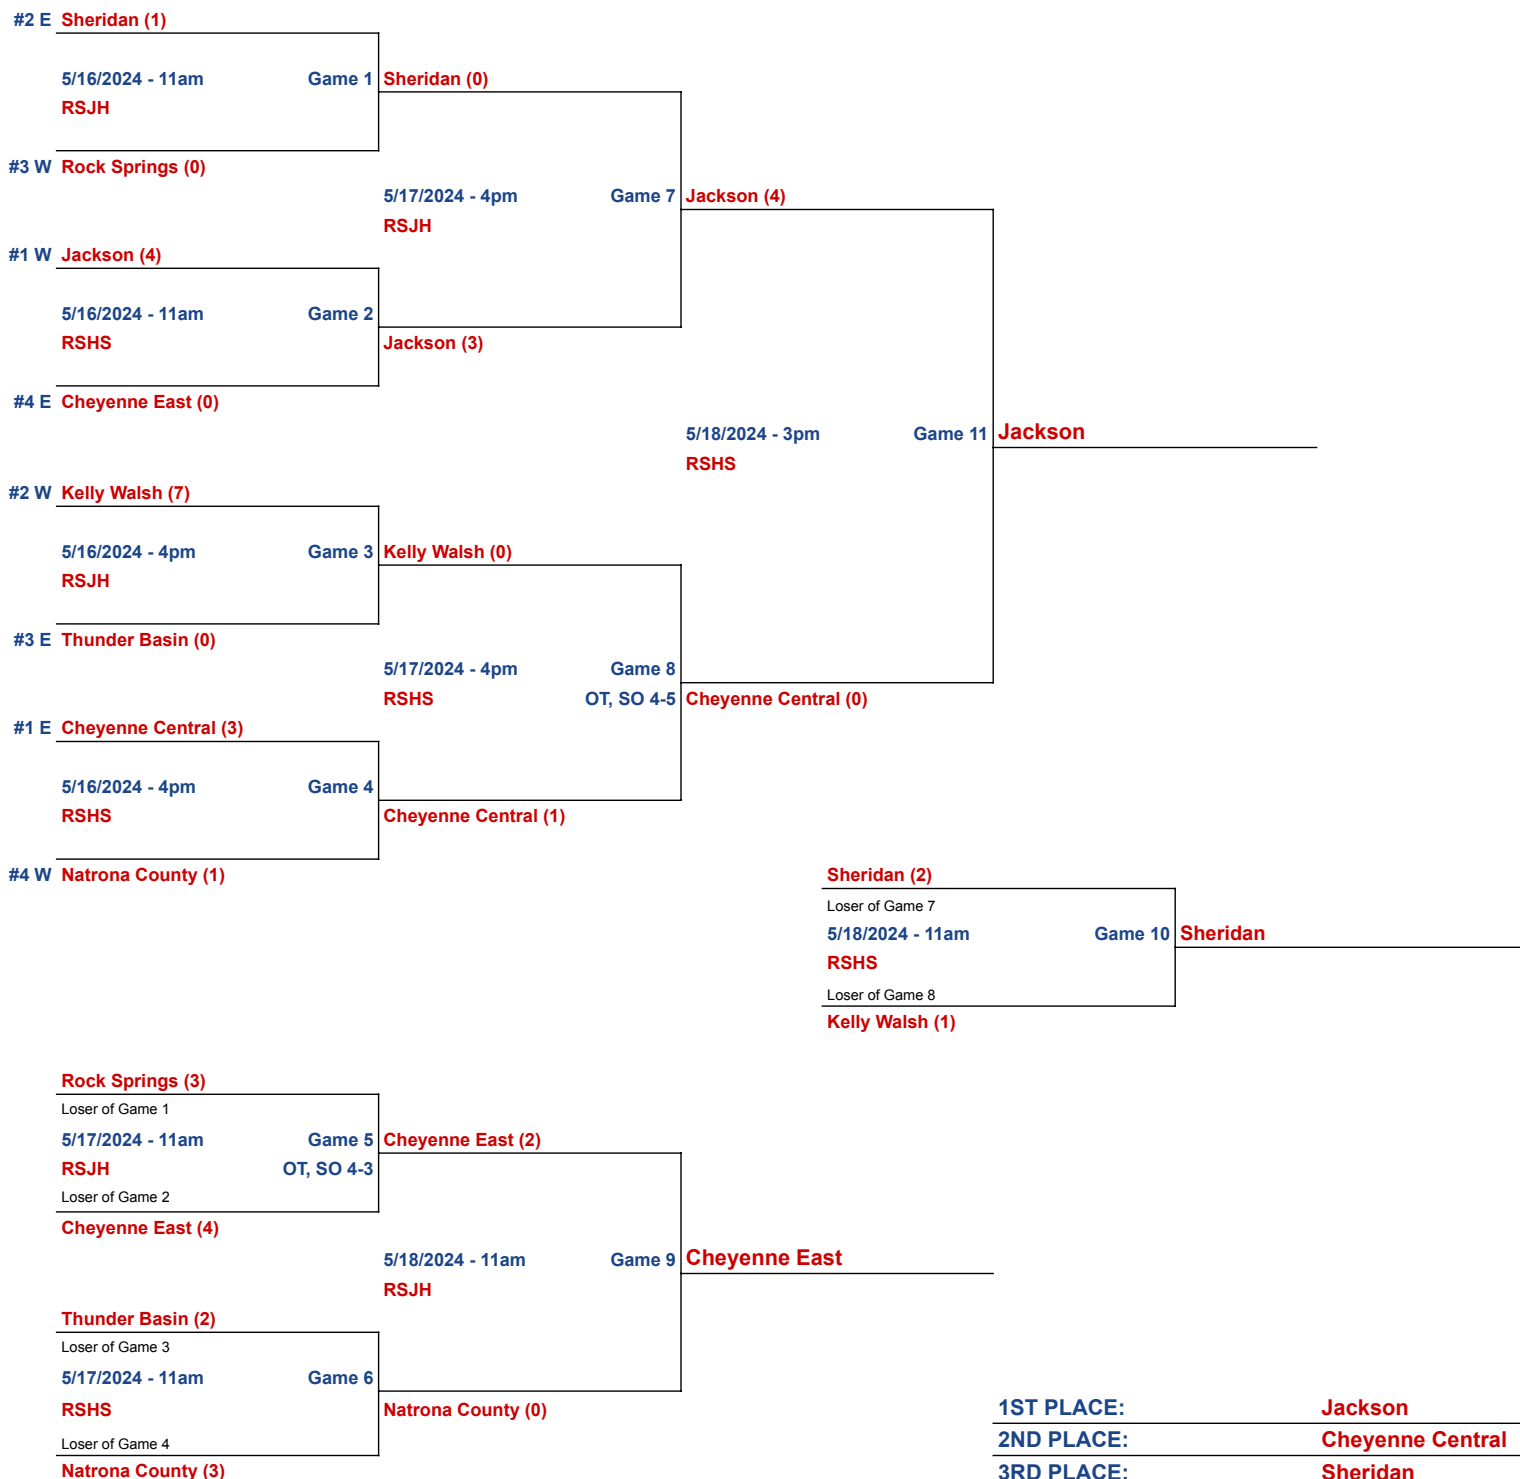 #2 E Sheridan (1)
5/16/2024 - 11am Game 1 Sheridan (0)
RSJH
#3 W Rock Springs (0)
5/17/2024 - 4pm Game 7 Jackson (4)
RSJH
#1 W Jackson (4)
5/16/2024 - 11am Game 2
RSHS Jackson (3)
#4 E Cheyenne East (0)
5/18/2024 - 3pm Game 11 Jackson
RSHS
#2 W Kelly Walsh (7)
5/16/2024 - 4pm Game 3 Kelly Walsh (0)
RSJH
#3 E Thunder Basin (0)
5/17/2024 - 4pm Game 8
RSHS OT, SO 4-5 Cheyenne Central (0)
#1 E Cheyenne Central (3)
5/16/2024 - 4pm Game 4
RSHS Cheyenne Central (1)
#4 W Natrona County (1) Sheridan (2)
Loser of Game 7
5/18/2024 - 11am Game 10 Sheridan
RSHS
Loser of Game 8
Kelly Walsh (1)
Rock Springs (3)
Loser of Game 1
5/17/2024 - 11am Game 5 Cheyenne East (2)
RSJH OT, SO 4-3
Loser of Game 2
Cheyenne East (4)
5/18/2024 - 11am Game 9 Cheyenne East
RSJH
Thunder Basin (2)
Loser of Game 3
5/17/2024 - 11am Game 6
RSHS Natrona County (0)
Loser of Game 4
Natrona County (3)
1ST PLACE: Jackson
2ND PLACE: Cheyenne Central
3RD PLACE: Sheridan